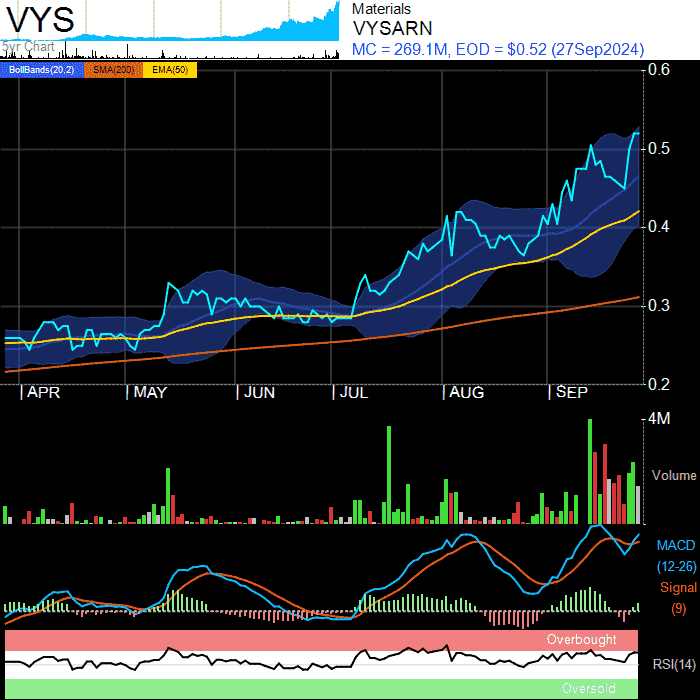 VYS
5yr Chart
Materials
VYSARN
MC = 269.1M, EOD = $0.52 (27Sep2024)
BollBands(20,2) SMA(200) EMA(50)
0.6
0.5
0.4
0.3
0.2
APR MAY JUN JUL AUG SEP
4M
Volume
MACD
(12-26)
Signal
(9)
Overbought
RSI(14)
Oversold